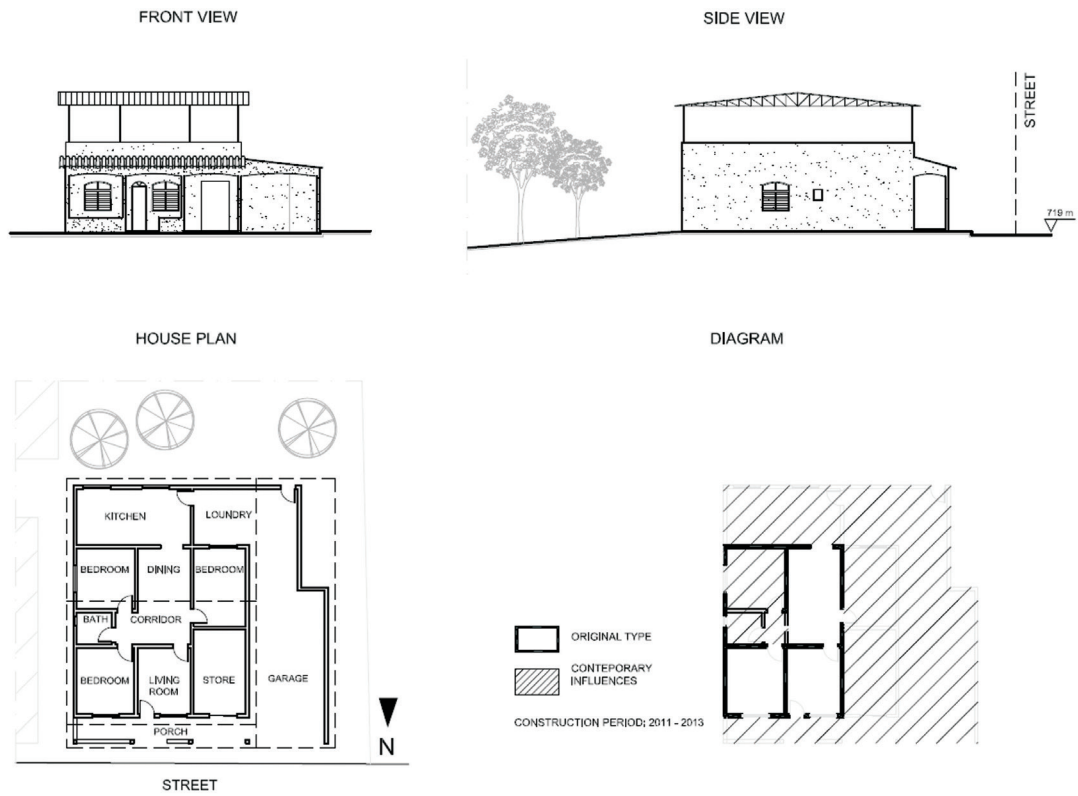 FRONT VIEW
SIDE VIEW
STREET
719 m
HOUSE PLAN
DIAGRAM
KITCHEN
LOUNDRY
BEDROOM
DINING
BEDROOM
BATH
CORRIDOR
BEDROOM
LIVING
ROOM
STORE
GARAGE
PORCH
N
STREET
ORIGINAL TYPE
CONTEPORARY
INFLUENCES
CONSTRUCTION PERIOD; 2011 - 2013